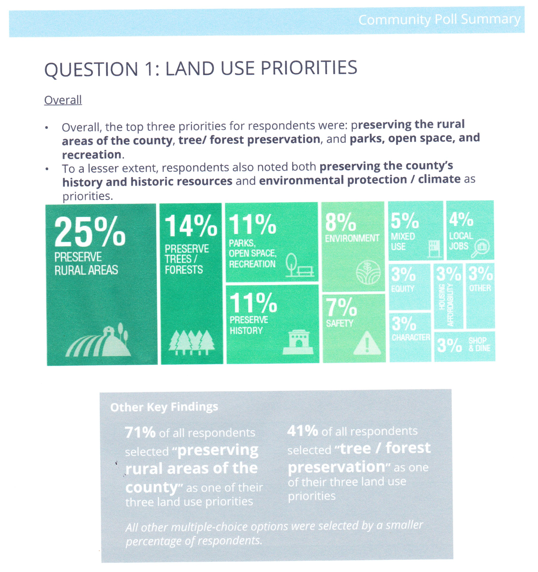 Community Poll Summary
QUESTION 1: LAND USE PRIORITIES
Overall
• Overall, the top three priorities for respondents were: preserving the rural
areas of the county, tree/ forest preservation, and parks, open space, and
recreation.
• To a lesser extent, respondents also noted both preserving the county's
history and historic resources and environmental protection / climate as
priorities.
25%
PRESERVE
RURAL AREAS
14%
PRESERVE
TREES /
FORESTS
11%
PARKS,
OPEN SPACE,
RECREATION
11%
PRESERVE
HISTORY
8%
ENVIRONMENT
7%
SAFETY
5%
MIXED
USE
4%
LOCAL
JOBS
3%
EQUITY
3%
HOUSING
AFFORDABILITY
3%
OTHER
3%
CHARACTER
3% SHOP
& DINE
Other Key Findings
71% of all respondents
selected "preserving
rural areas of the
county" as one of their
three land use priorities
41% of all respondents
selected "tree / forest
preservation" as one
of their three land use
priorities
All other multiple-choice options were selected by a smaller
percentage of respondents.